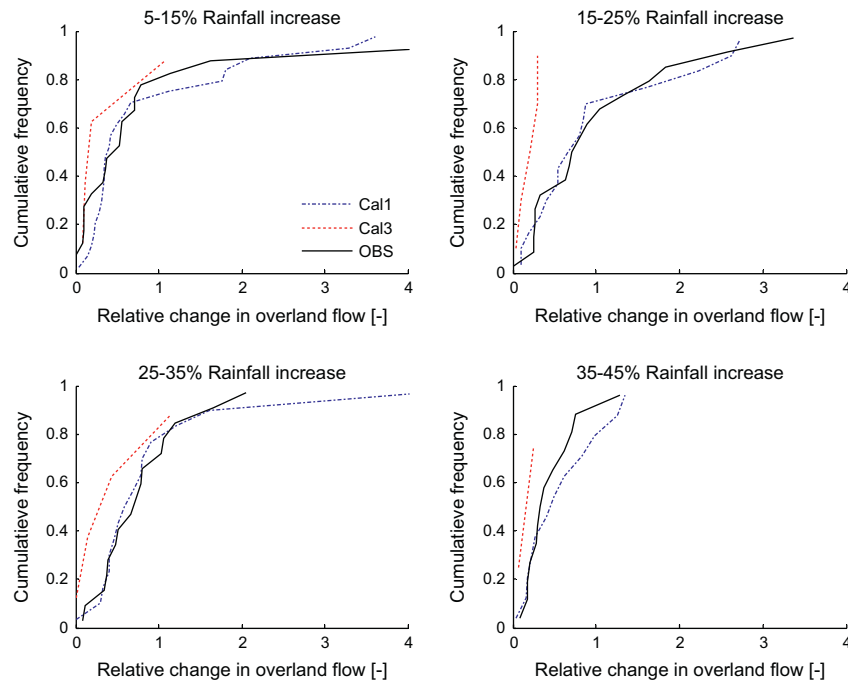 5-15% Rainfall increase
1
0.8
0.6
0.4
0.2
0
Cumulatieve frequency
Cal1
Cal3
OBS
0 1 2 3 4
Relative change in overland flow [-]
15-25% Rainfall increase
1
0.8
0.6
0.4
0.2
0
Cumulatieve frequency
0 1 2 3 4
Relative change in overland flow [-]
25-35% Rainfall increase
1
0.8
0.6
0.4
0.2
0
Cumulatieve frequency
0 1 2 3 4
Relative change in overland flow [-]
35-45% Rainfall increase
1
0.8
0.6
0.4
0.2
0
Cumulatieve frequency
0 1 2 3 4
Relative change in overland flow [-]